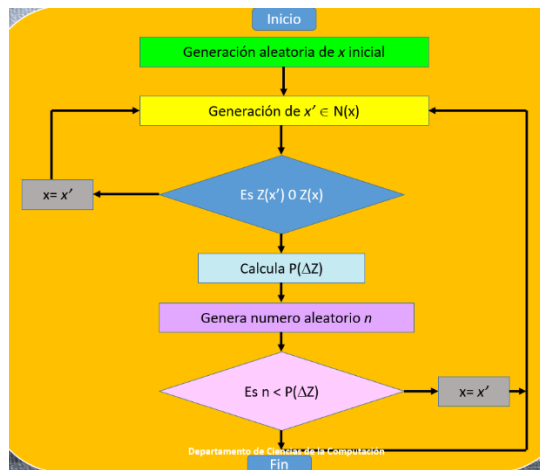 Inicio
Generación aleatoria de x inicial
Generación de x′ ∈ N(x)
Es Z(x′) 0 Z(x)
x= x′
Calcula P(ΔZ)
Genera numero aleatorio n
Es n < P(ΔZ)
x= x′
Departamento de Ciencias de la Computación
Fin